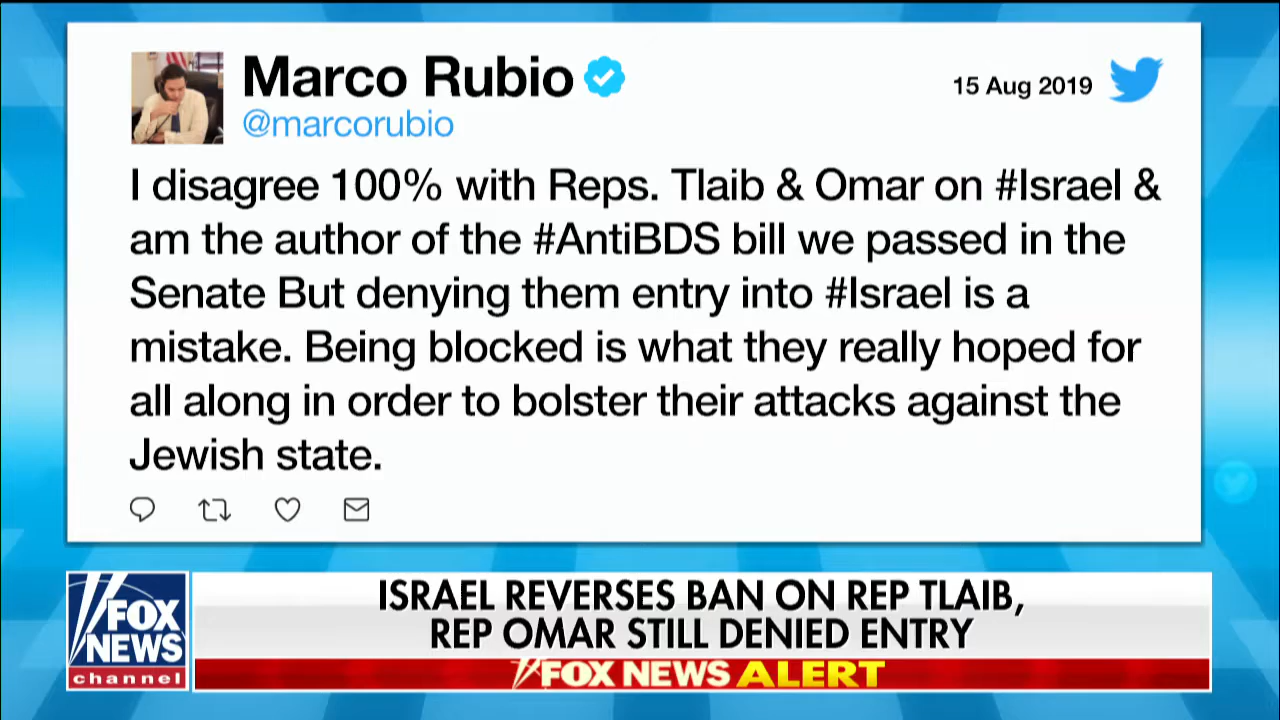 Marco Rubio
@marcorubio
15 Aug 2019
I disagree 100% with Reps. Tlaib & Omar on #Israel &
am the author of the #AntiBDS bill we passed in the
Senate But denying them entry into #Israel is a
mistake. Being blocked is what they really hoped for
all along in order to bolster their attacks against the
Jewish state.
FOX
NEWS
channel
ISRAEL REVERSES BAN ON REP TLAIB,
REP OMAR STILL DENIED ENTRY
FOX NEWS ALERT